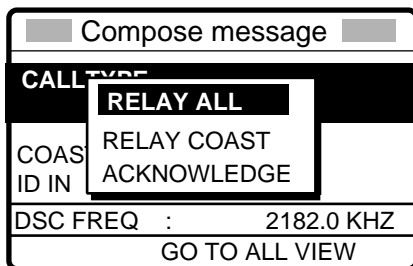 Compose message
CALLTYPE
RELAY ALL
RELAY COAST
ACKNOWLEDGE
COAS
ID IN
DSC FREQ : 2182.0 KHZ
GO TO ALL VIEW